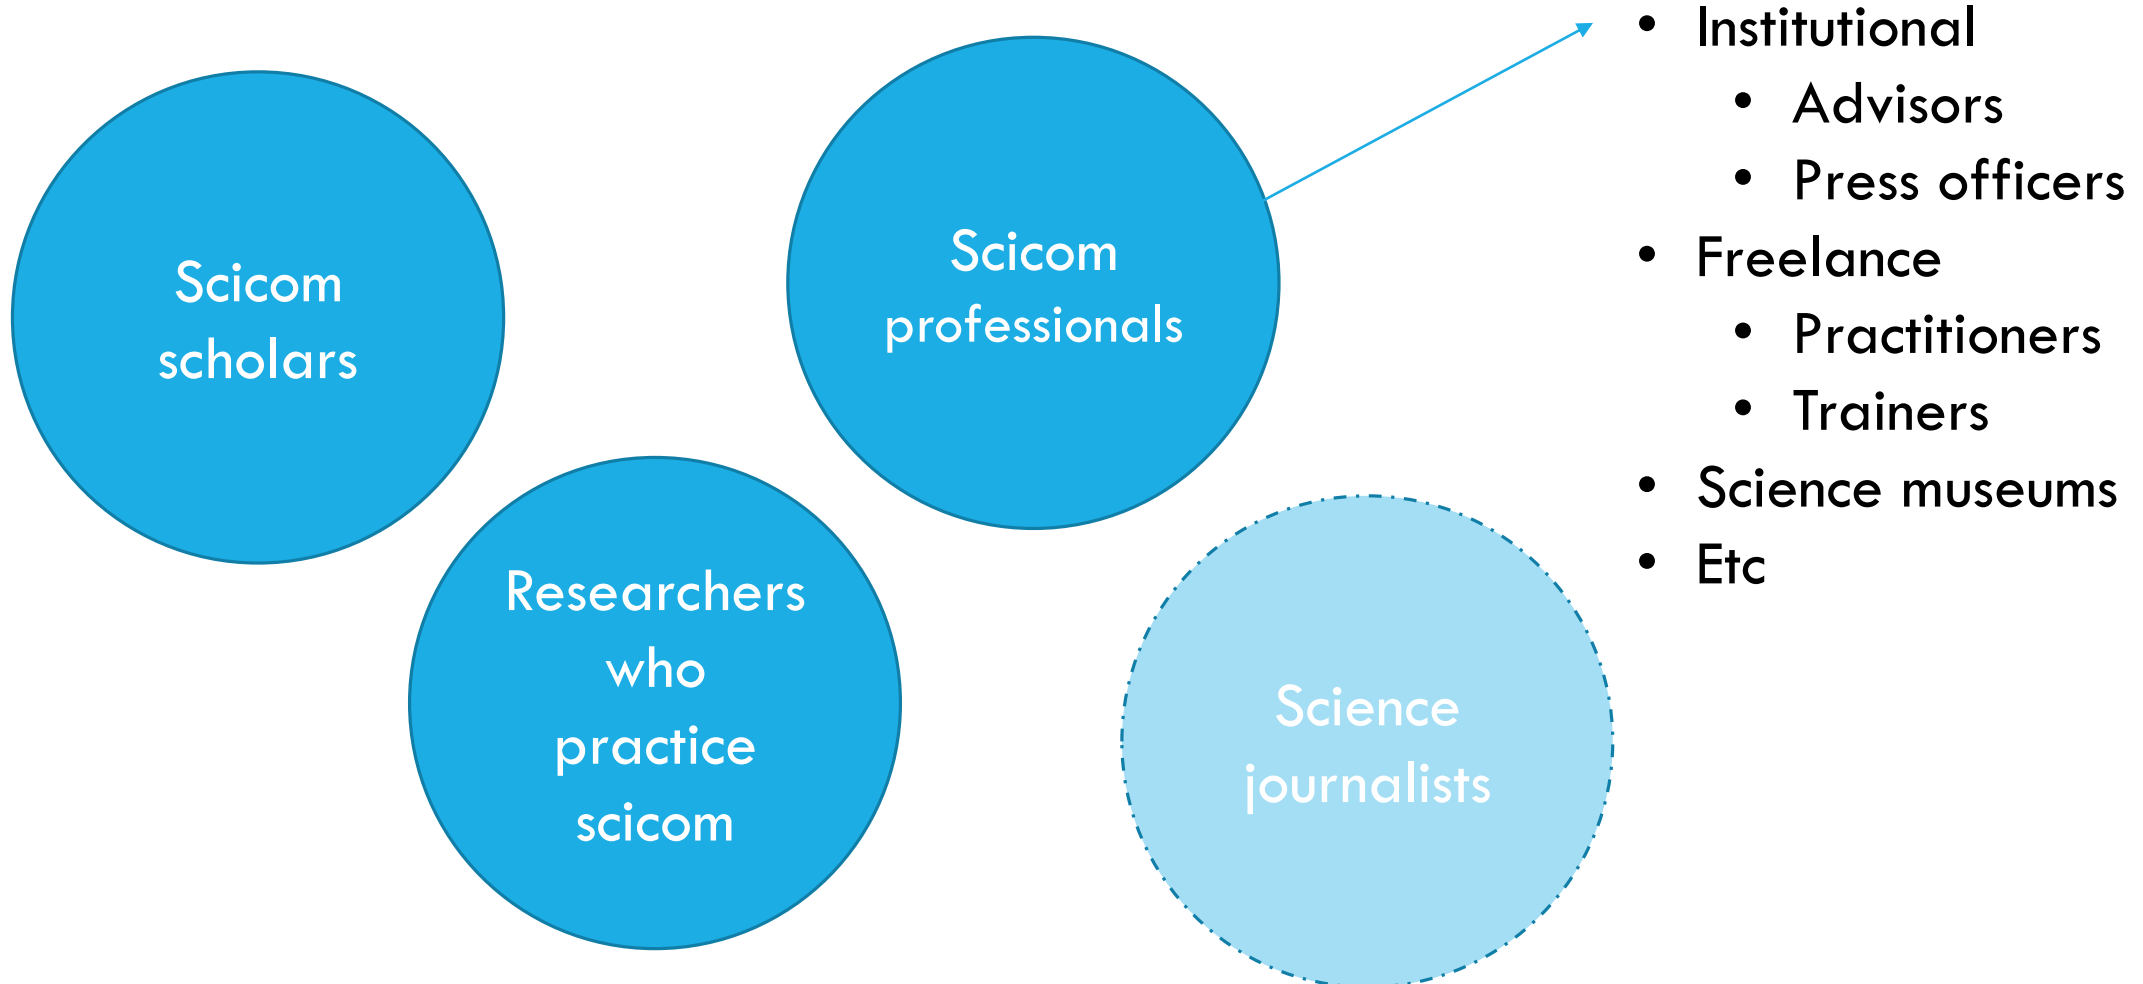 Scicom
scholars
Scicom
professionals
Researchers
who
practice
scicom
Science
journalists
• Institutional
• Advisors
• Press officers
• Freelance
• Practitioners
• Trainers
• Science museums
• Etc